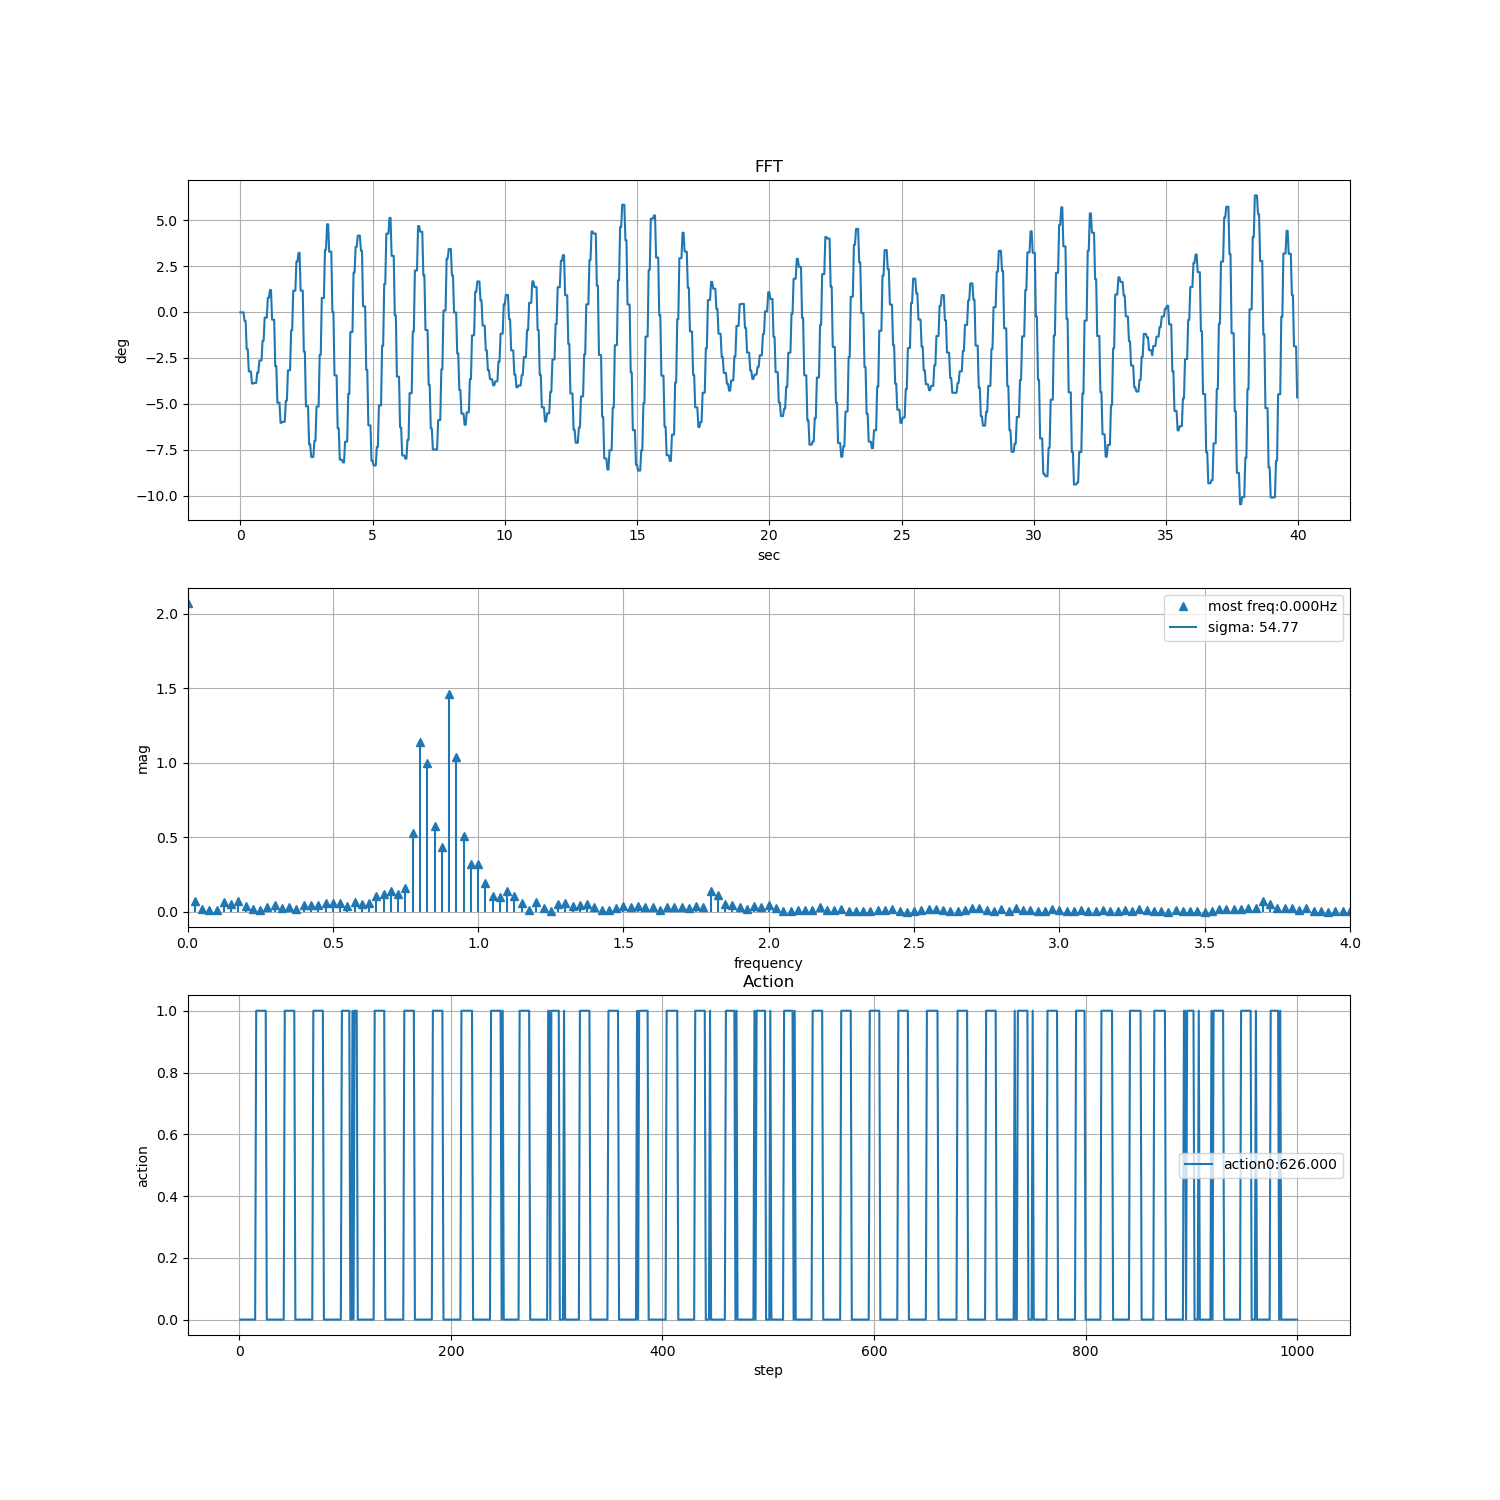 FFT
5.0
2.5
0.0
−2.5
−5.0
−7.5
−10.0
deg
0 5 10 15 20 25 30 35 40
sec
2.0
1.5
1.0
0.5
0.0
mag
most freq:0.000Hz
sigma: 54.77
0.0 0.5 1.0 1.5 2.0 2.5 3.0 3.5 4.0
frequency
Action
1.0
0.8
0.6
0.4
0.2
0.0
action
action0:626.000
0 200 400 600 800 1000
step